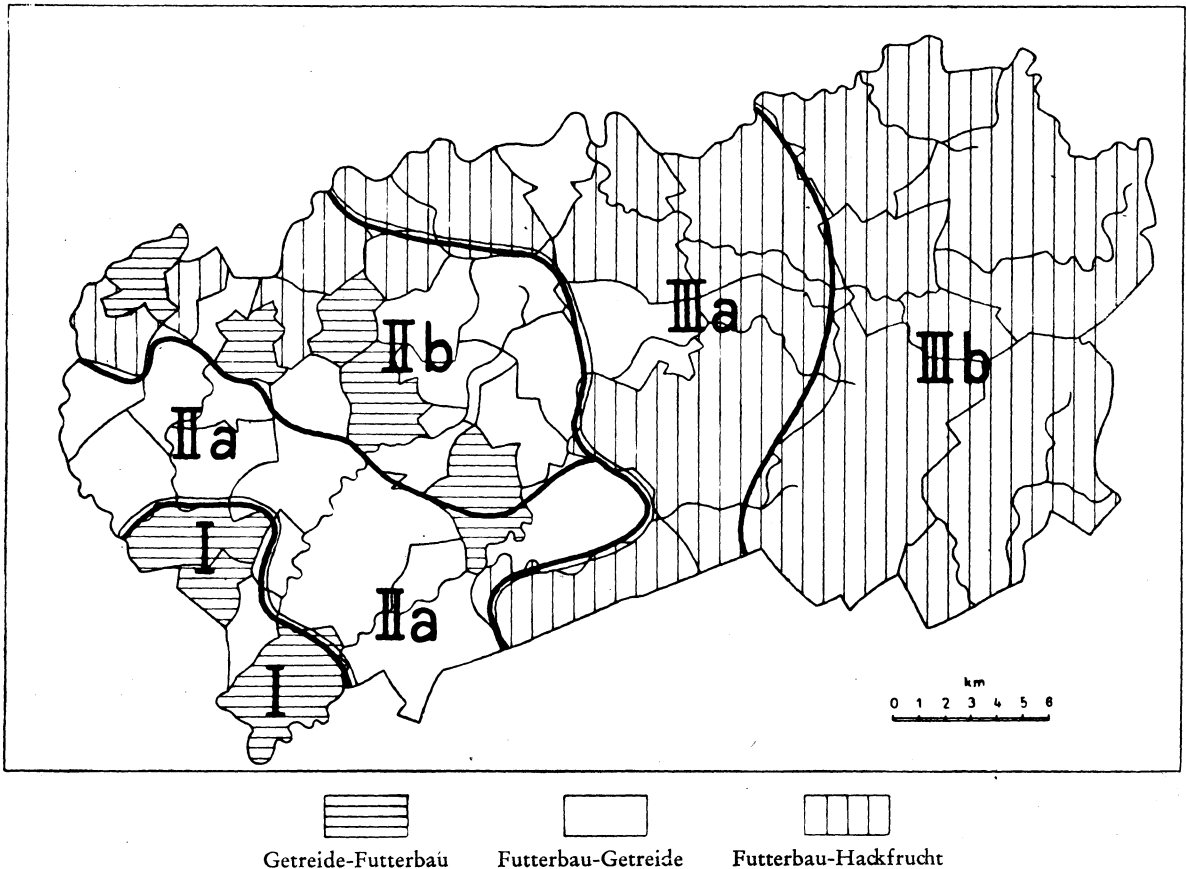 IIIa
IIb
IIIb
IIa
I
IIa
I
km
0 1 2 3 4 5 6
Getreide-Futterbau Futterbau-Getreide Futterbau-Hackfrucht